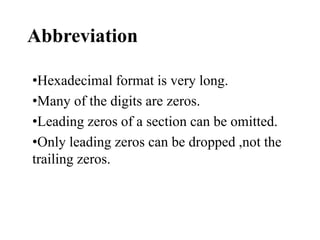 Abbreviation
•Hexadecimal format is very long.
•Many of the digits are zeros.
•Leading zeros of a section can be omitted.
•Only leading zeros can be dropped ,not the
trailing zeros.